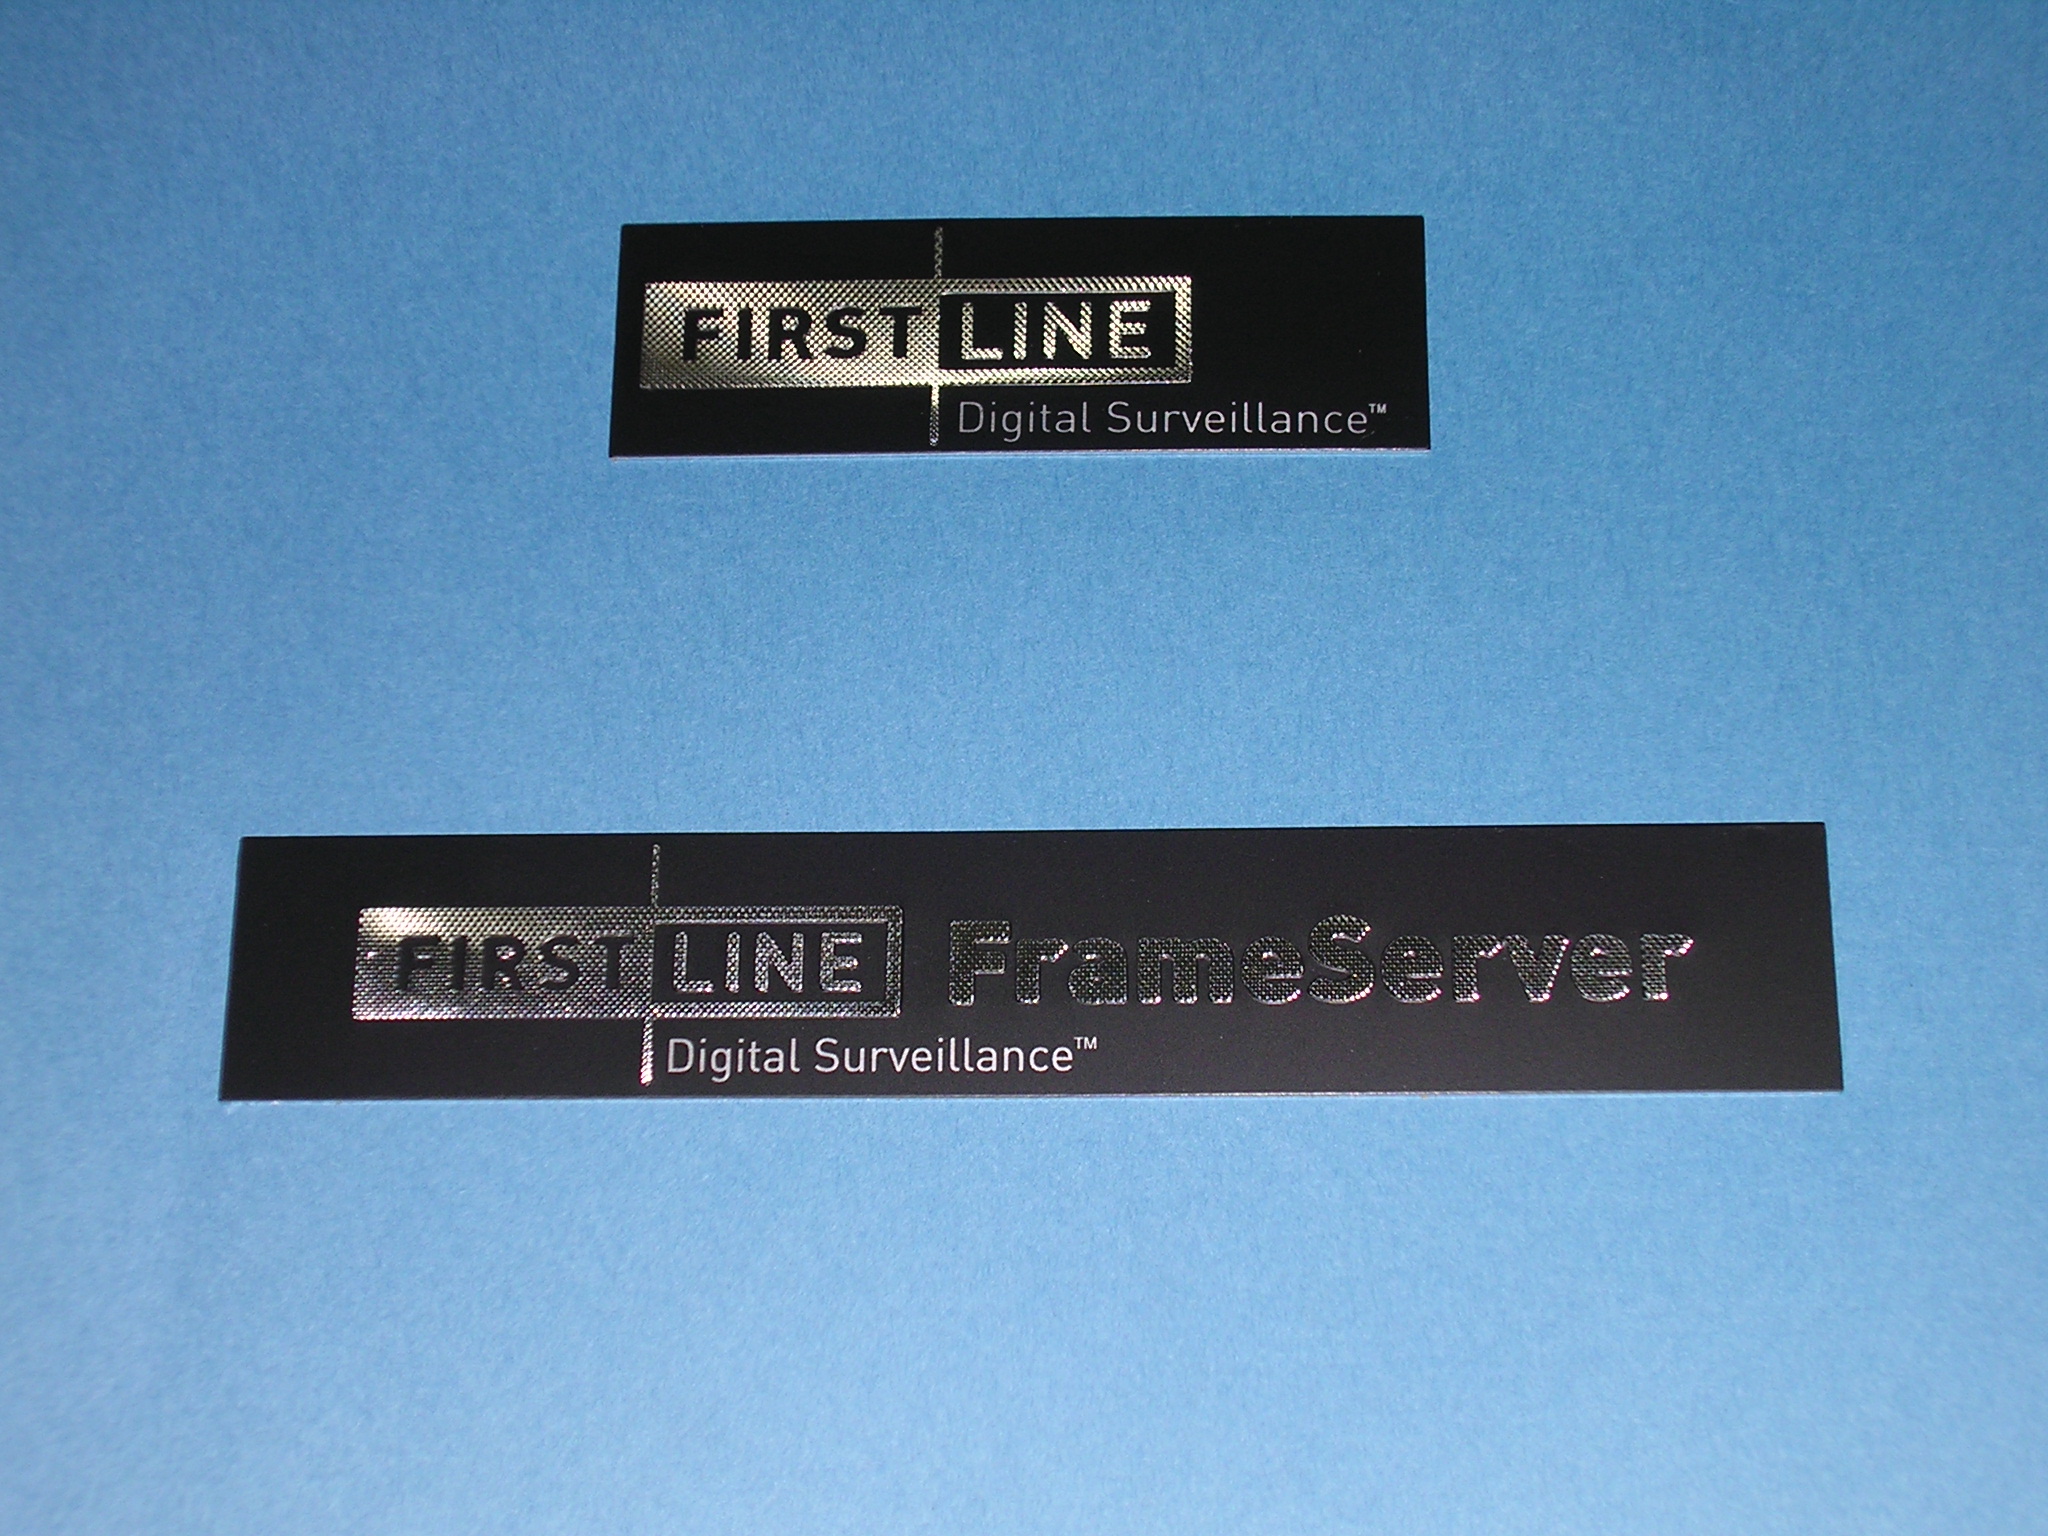 FIRST LINE
Digital Surveillance™
FIRST LINE FrameServer
Digital Surveillance™